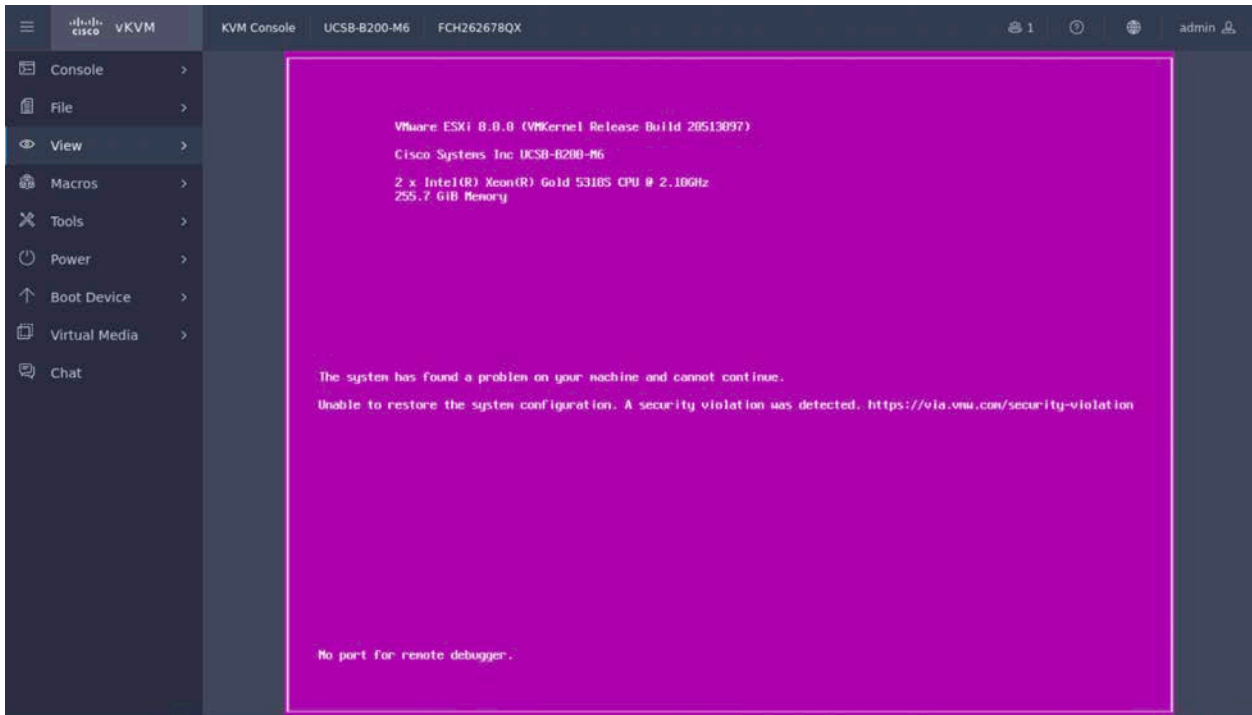 cisco vKVM
KVM Console UCSB-B200-M6 FCH262678QX 1 admin
Console
File
View
Macros
Tools
Power
Boot Device
Virtual Media
Chat
VMware ESXi 8.0.0 (VMKernel Release Build 20513097)
Cisco Systems Inc UCSB-B200-M6
2 x Intel(R) Xeon(R) Gold 5318S CPU @ 2.10GHz
255.7 GiB Memory
The system has found a problem on your machine and cannot continue.
Unable to restore the system configuration. A security violation was detected. https://via.vmw.com/security-violation
No port for remote debugger.